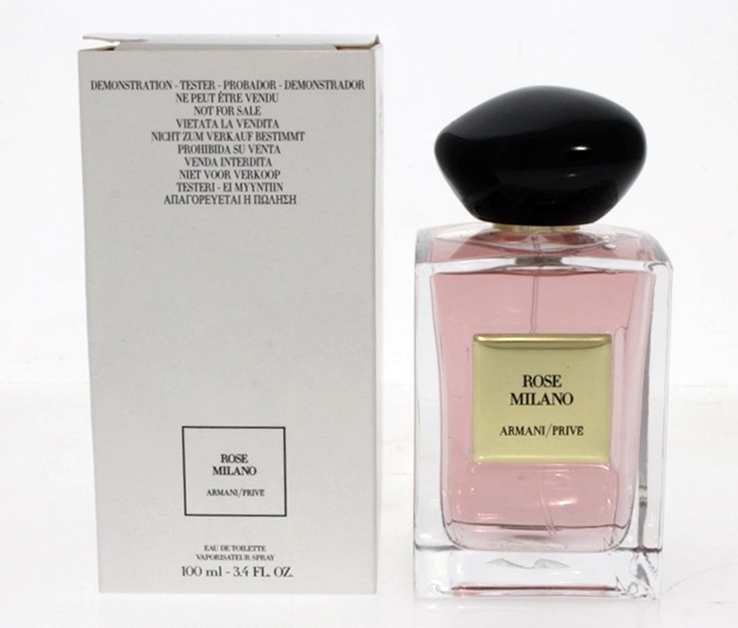 DEMONSTRATION - TESTER - PROBADOR - DEMONSTRADOR
NE PEUT ÊTRE VENDU
NOT FOR SALE
VIETATA LA VENDITA
NICHT ZUM VERKAUF BESTIMMT
PROHIBIDA SU VENTA
VENDA INTERDITA
NIET VOOR VERKOOP
TESTERI - EI MYYNTIIN
ΑΠΑΓΟΡΕΥΕΤΑΙ Η ΠΩΛΗΣΗ
ROSE
MILANO
ARMANI/PRIVE
EAU DE TOILETTE
VAPORISATEUR SPRAY
100 ml - 3.4 FL. OZ.
ROSE
MILANO
ARMANI/PRIVE